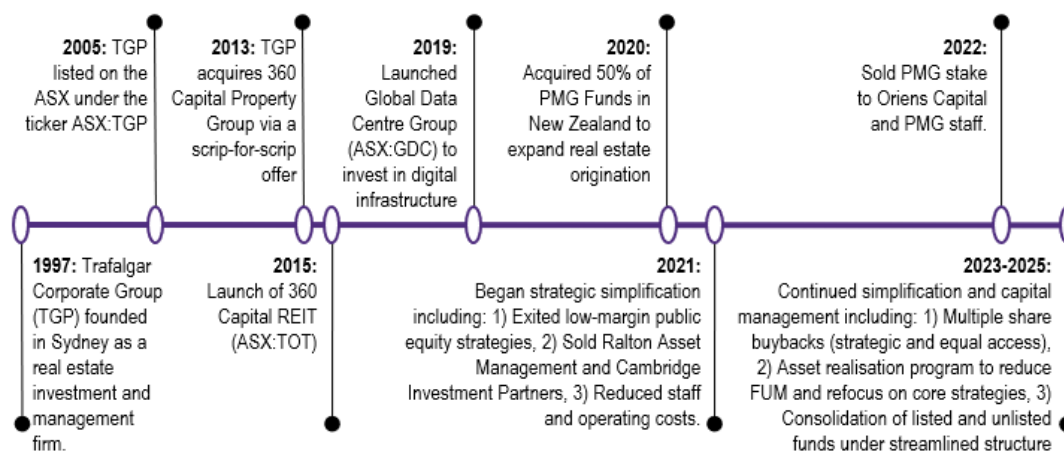 2005: TGP
listed on the
ASX under the
ticker ASX:TGP
2013: TGP
acquires 360
Capital Property
Group via a
scrip-for-scrip
offer
2019:
Launched
Global Data
Centre Group
(ASX:GDC) to
invest in digital
infrastructure
2020:
Acquired 50% of
PMG Funds in
New Zealand to
expand real estate
origination
2022:
Sold PMG stake
to Oriens Capital
and PMG staff.
1997: Trafalgar
Corporate Group
(TGP) founded
in Sydney as a
real estate
investment and
management
firm.
2015:
Launch of 360
Capital REIT
(ASX:TOT)
2021:
Began strategic simplification
including: 1) Exited low-margin public
equity strategies, 2) Sold Ralton Asset
Management and Cambridge
Investment Partners, 3) Reduced staff
and operating costs.
2023-2025:
Continued simplification and capital
management including: 1) Multiple share
buybacks (strategic and equal access),
2) Asset realisation program to reduce
FUM and refocus on core strategies, 3)
Consolidation of listed and unlisted
funds under streamlined structure